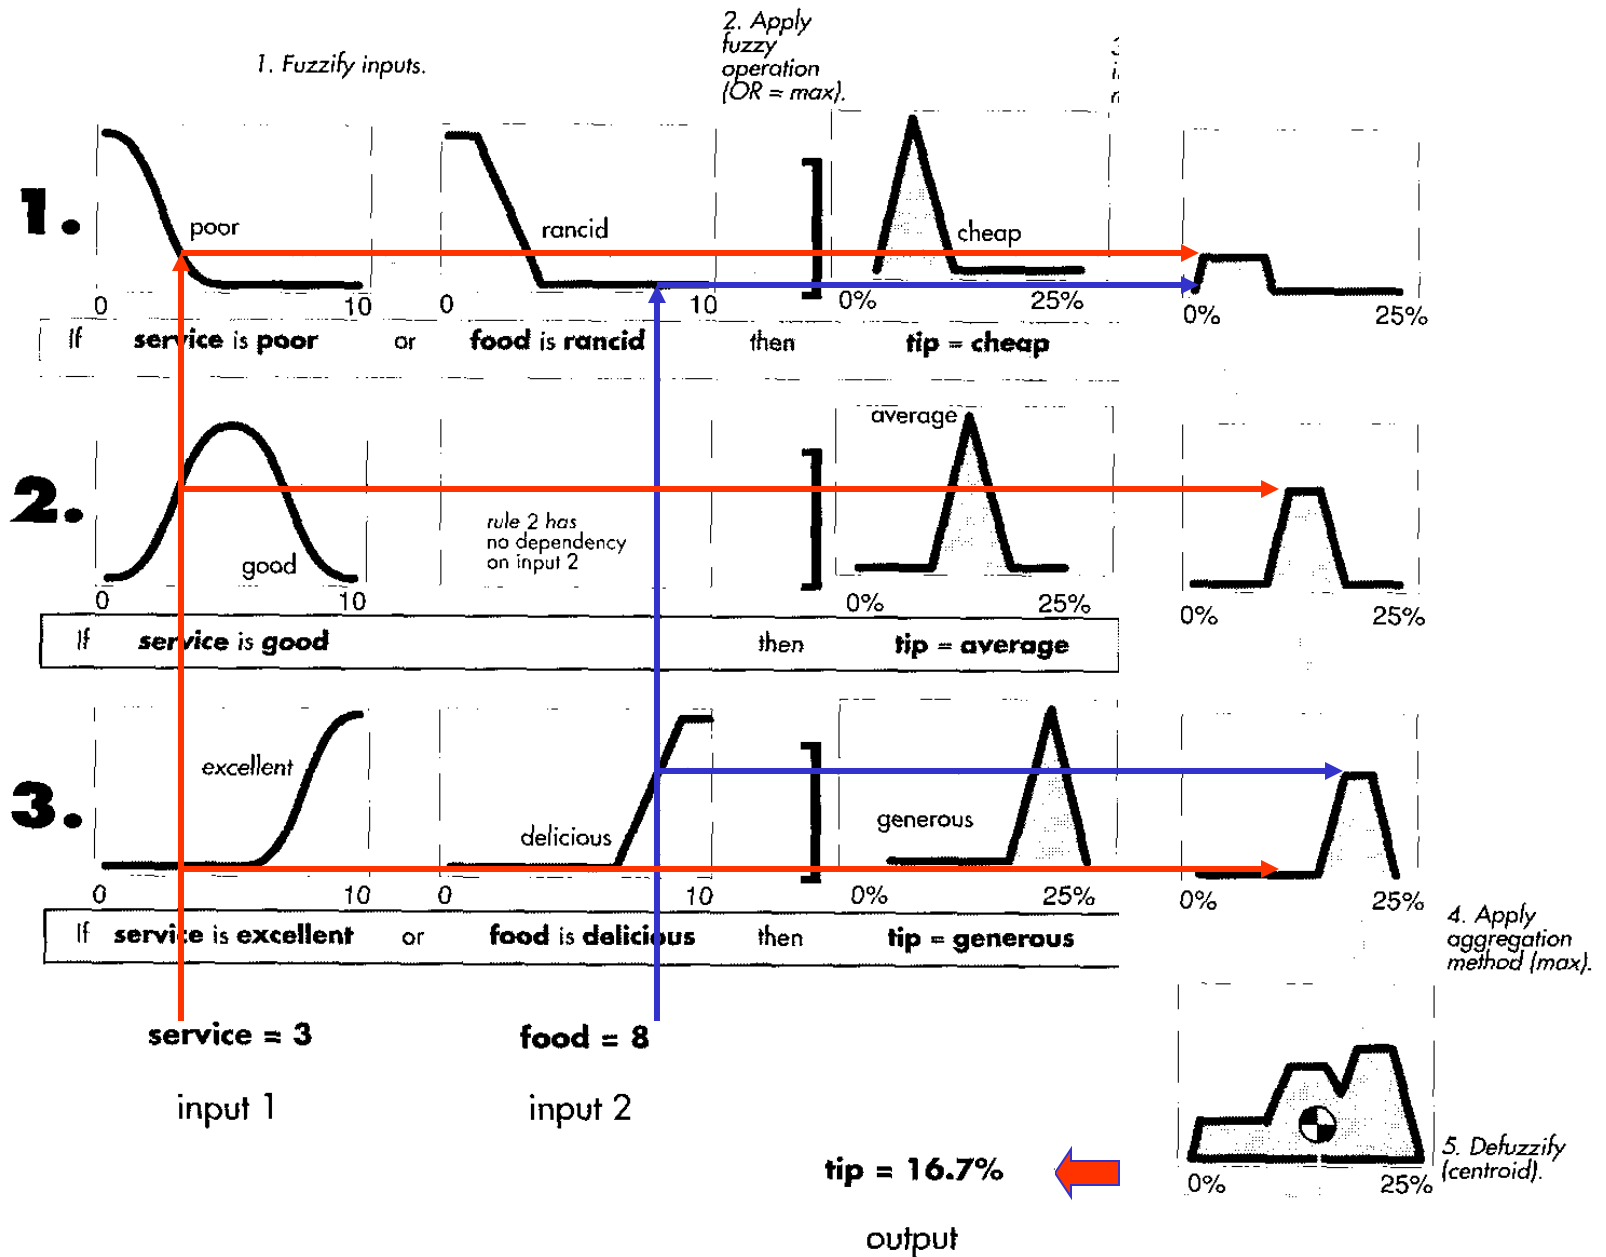 1. Fuzzify inputs.
2. Apply
fuzzy
operation
(OR = max).
1.
poor
rancid
cheap
0 10 0 10 0% 25% 0% 25%
If service is poor or food is rancid then tip = cheap
2.
average
rule 2 has
no dependency
on input 2
good
0 10 0% 25% 0% 25%
If service is good then tip = average
3.
excellent
delicious
generous
0 10 0 10 0% 25% 0% 25%
If service is excellent or food is delicious then tip = generous
4. Apply
aggregation
method (max).
service = 3 food = 8
input 1 input 2
5. Defuzzify
(centroid).
0% 25%
tip = 16.7%
output